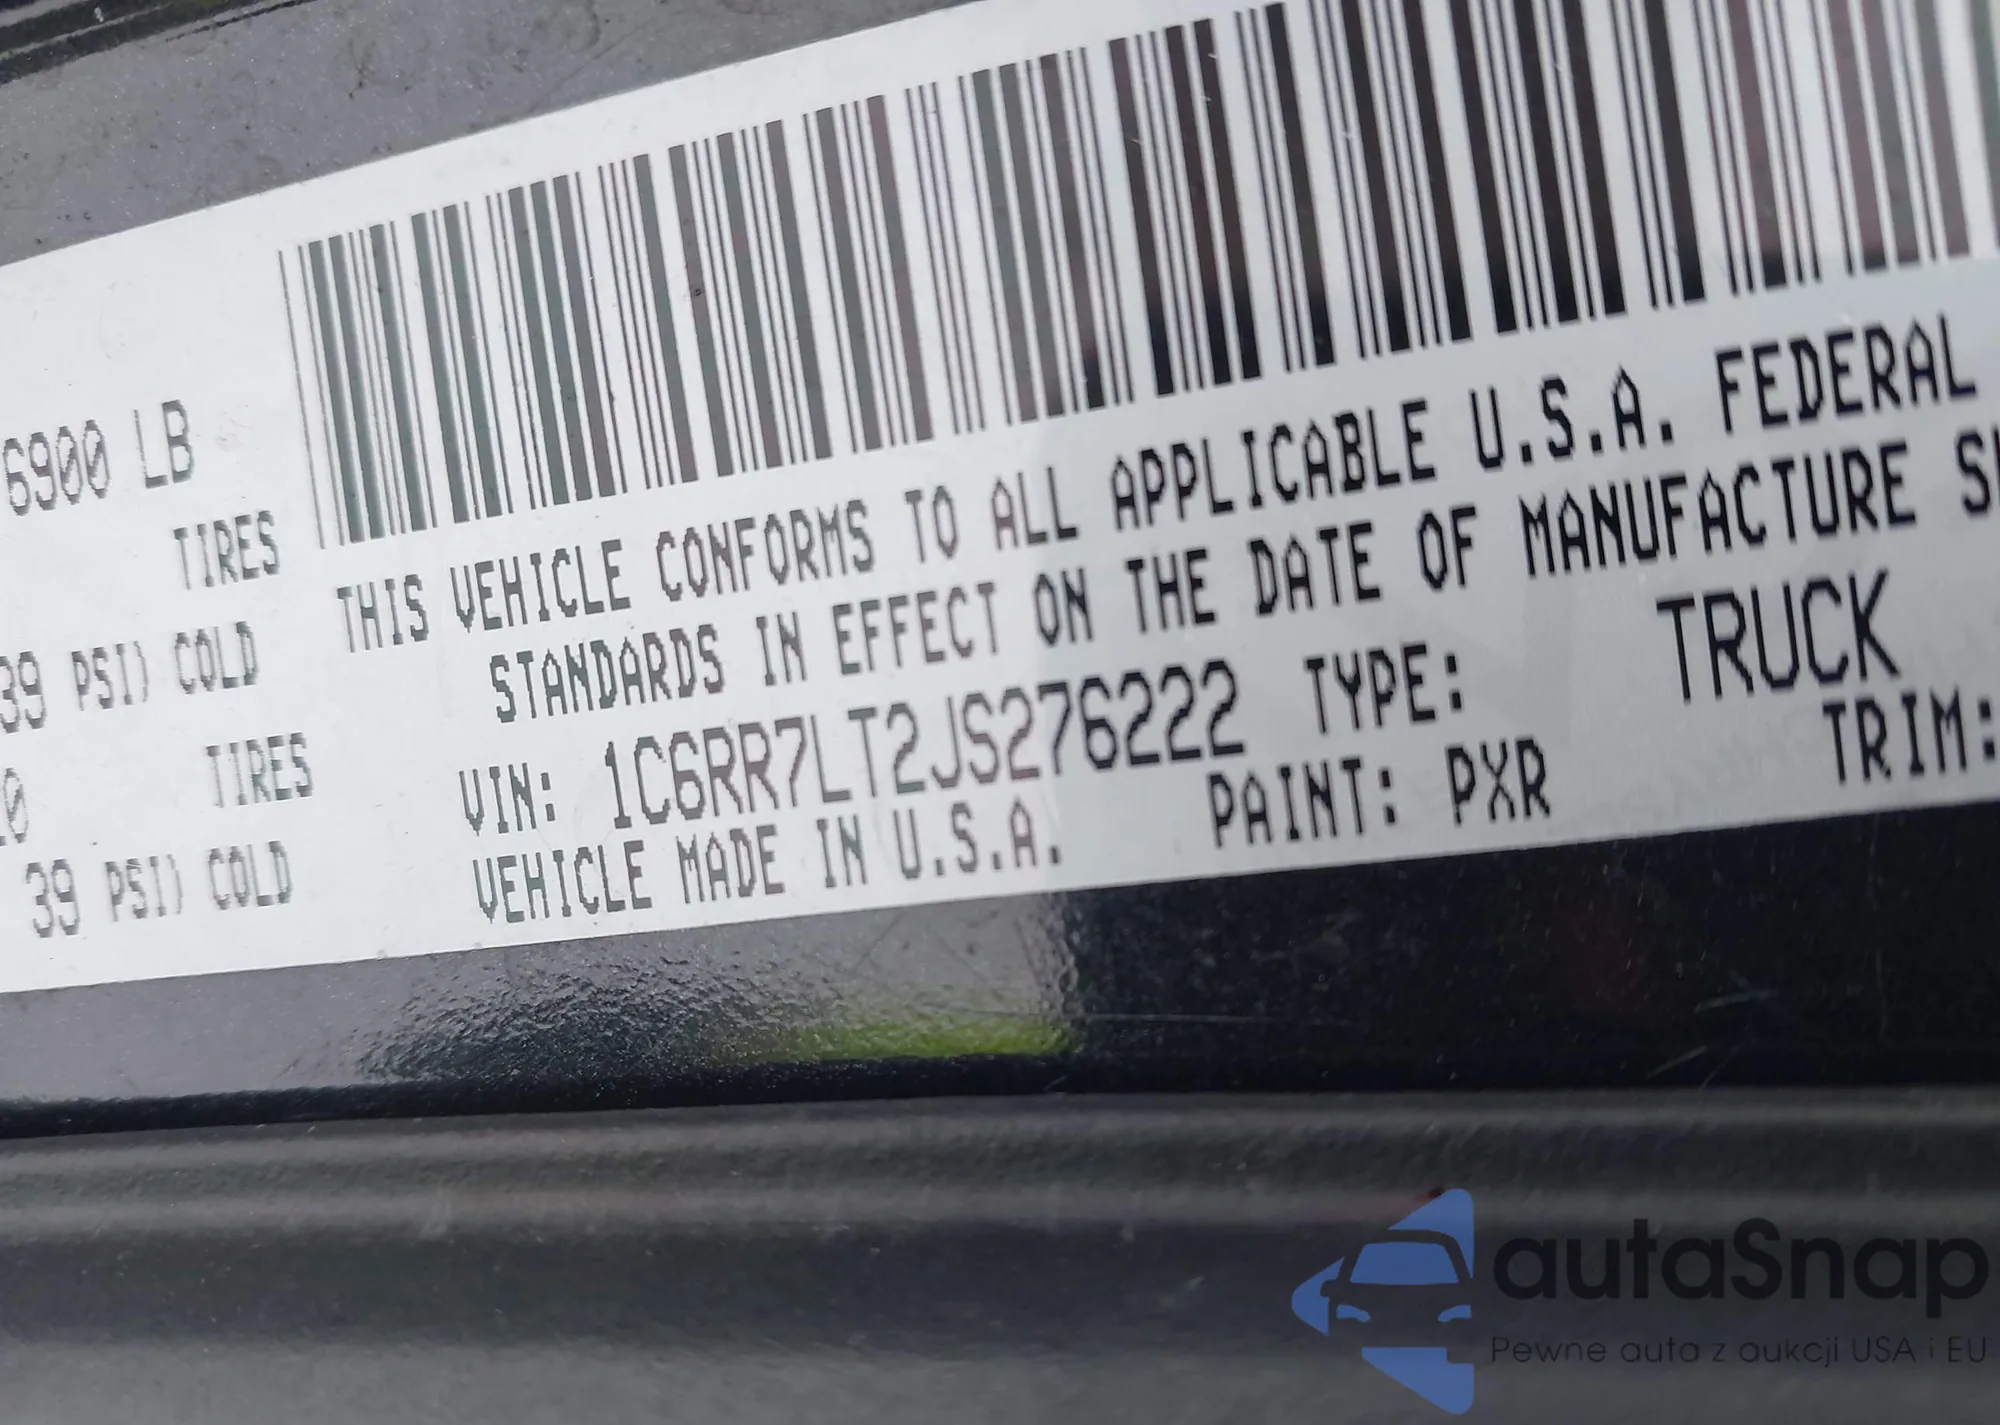 6900 LB
TIRES
39 PSI) COLD
TIRES
39 PSI) COLD
THIS VEHICLE CONFORMS TO ALL APPLICABLE U.S.A. FEDERAL
STANDARDS IN EFFECT ON THE DATE OF MANUFACTURE
VIN: 1C6RR7LT2JS276222 TYPE: TRUCK
VEHICLE MADE IN U.S.A. PAINT: PXR TRIM:
autaSnap
Pewne auta z aukcji USA i EU